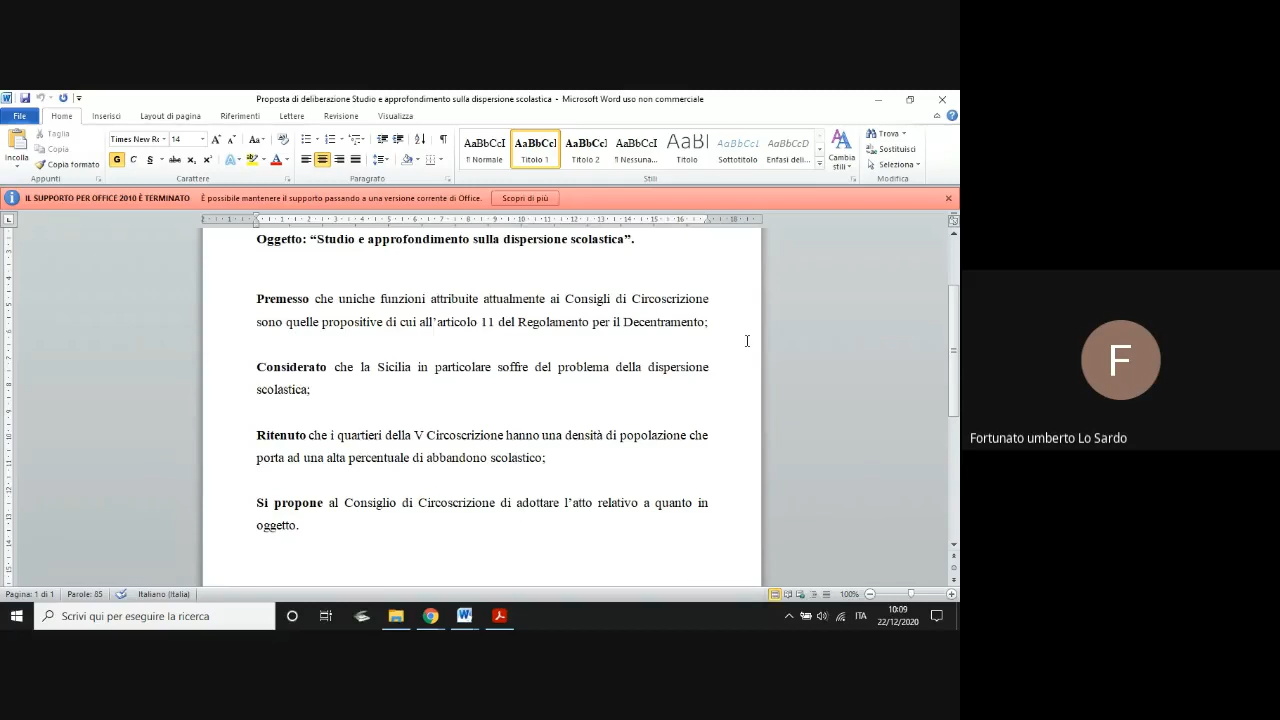 Proposta di deliberazione Studio e approfondimento sulla dispersione scolastica - Microsoft Word uso non commerciale
File Home Inserisci Layout di pagina Riferimenti Lettere Revisione Visualizza
Incolla
Taglia
Copia
Copia formato
Times New Ro 14
G C S abc x₂ x²
AaBbCcI AaBbCcI AaBbCcI AaBbCcI AaBl AaBbCcI AaBbCcD
¶ Normale Titolo 1 Titolo 2 ¶ Nessuna... Titolo Sottotitolo Enfasi deli...
Cambia stili
Trova
Sostituisci
Seleziona
Appunti Carattere Paragrafo Stili Modifica
IL SUPPORTO PER OFFICE 2010 È TERMINATO È possibile mantenere il supporto passando a una versione corrente di Office. Scopri di più
Oggetto: “Studio e approfondimento sulla dispersione scolastica”.
Premesso che uniche funzioni attribuite attualmente ai Consigli di Circoscrizione
sono quelle propositive di cui all’articolo 11 del Regolamento per il Decentramento;
Considerato che la Sicilia in particolare soffre del problema della dispersione
scolastica;
Ritenuto che i quartieri della V Circoscrizione hanno una densità di popolazione che
porta ad una alta percentuale di abbandono scolastico;
Si propone al Consiglio di Circoscrizione di adottare l’atto relativo a quanto in
oggetto.
Pagina: 1 di 1 Parole: 85 Italiano (Italia) 100%
Scrivi qui per eseguire la ricerca
ITA
10:09
22/12/2020
F
Fortunato umberto Lo Sardo